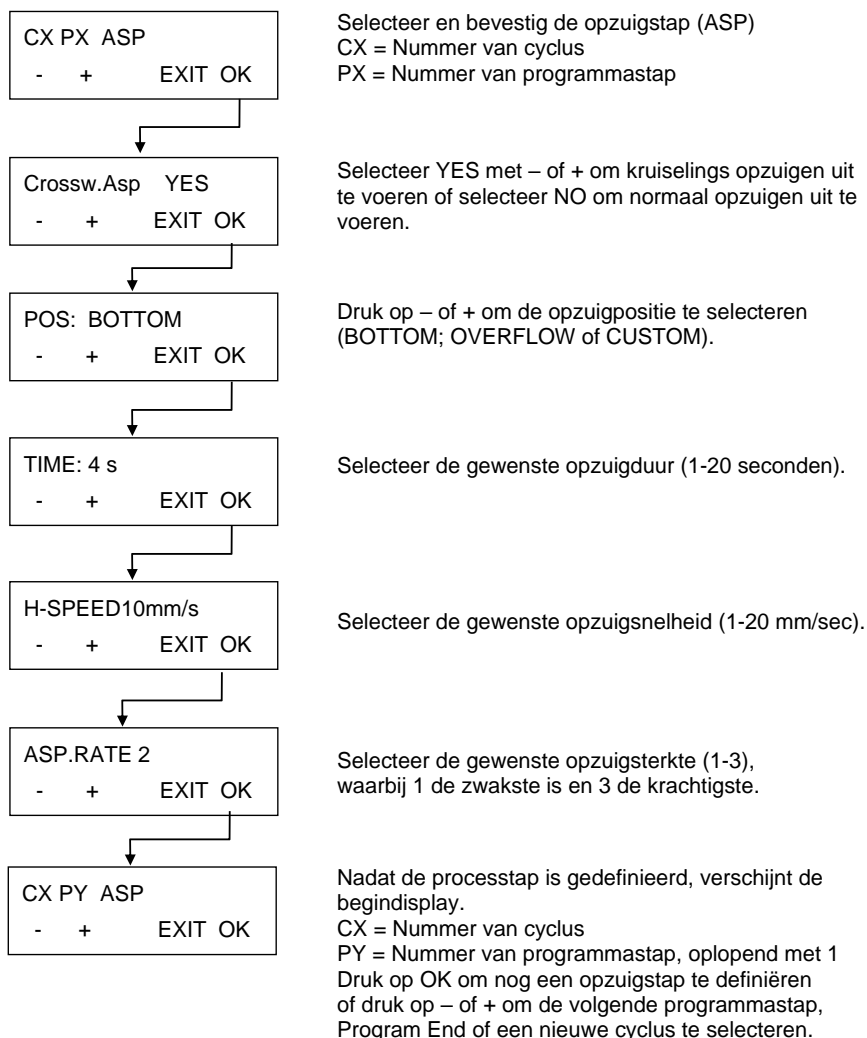 CX PX ASP
- + EXIT OK
Selecteer en bevestig de opzuigstap (ASP)
CX = Nummer van cyclus
PX = Nummer van programmastap
Crossw.Asp YES
- + EXIT OK
Selecteer YES met – of + om kruiselings opzuigen uit
te voeren of selecteer NO om normaal opzuigen uit te
voeren.
POS: BOTTOM
- + EXIT OK
Druk op – of + om de opzuigpositie te selecteren
(BOTTOM; OVERFLOW of CUSTOM).
TIME: 4 s
- + EXIT OK
Selecteer de gewenste opzuigduur (1-20 seconden).
H-SPEED10mm/s
- + EXIT OK
Selecteer de gewenste opzuigsnelheid (1-20 mm/sec).
ASP.RATE 2
- + EXIT OK
Selecteer de gewenste opzuigsterkte (1-3),
waarbij 1 de zwakste is en 3 de krachtigste.
CX PY ASP
- + EXIT OK
Nadat de processtap is gedefinieerd, verschijnt de
begindisplay.
CX = Nummer van cyclus
PY = Nummer van programmastap, oplopend met 1
Druk op OK om nog een opzuigstap te definiëren
of druk op – of + om de volgende programmastap,
Program End of een nieuwe cyclus te selecteren.